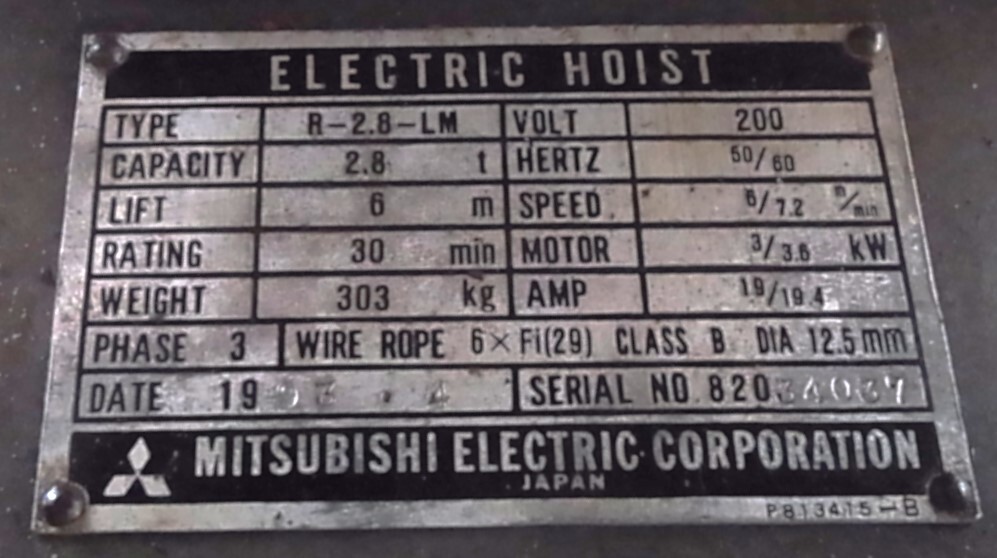 ELECTRIC HOIST
TYPE R-2.8-LM VOLT 200
CAPACITY 2.8 t HERTZ 50/60
LIFT 6 m SPEED 6/7.2 m/min
RATING 30 min MOTOR 3/3.6 kW
WEIGHT 303 kg AMP 19/19.4
PHASE 3 WIRE ROPE 6×Fi(29) CLASS B DIA 12.5mm
DATE 19 SERIAL NO. 820
MITSUBISHI ELECTRIC CORPORATION
JAPAN
P813415-B